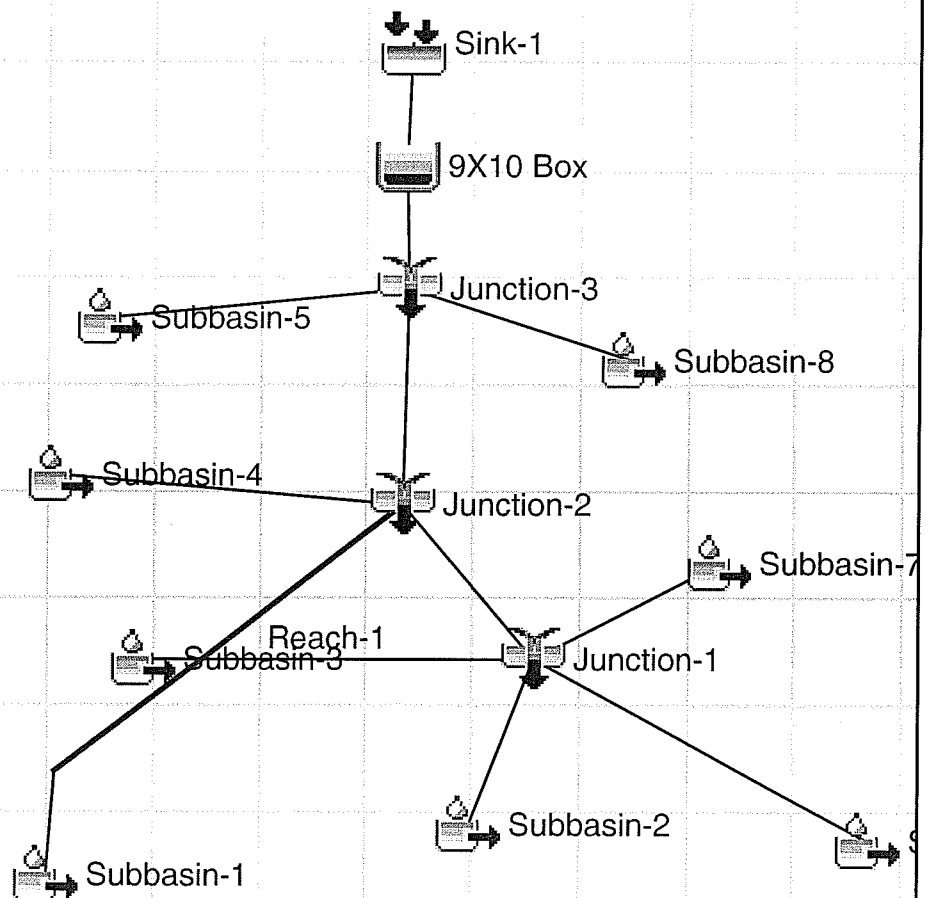 Sink-1
9X10 Box
Junction-3
Subbasin-5
Subbasin-8
Subbasin-4
Junction-2
Subbasin-7
Reach-1
Subbasin-3
Junction-1
Subbasin-2
Subbasin-1